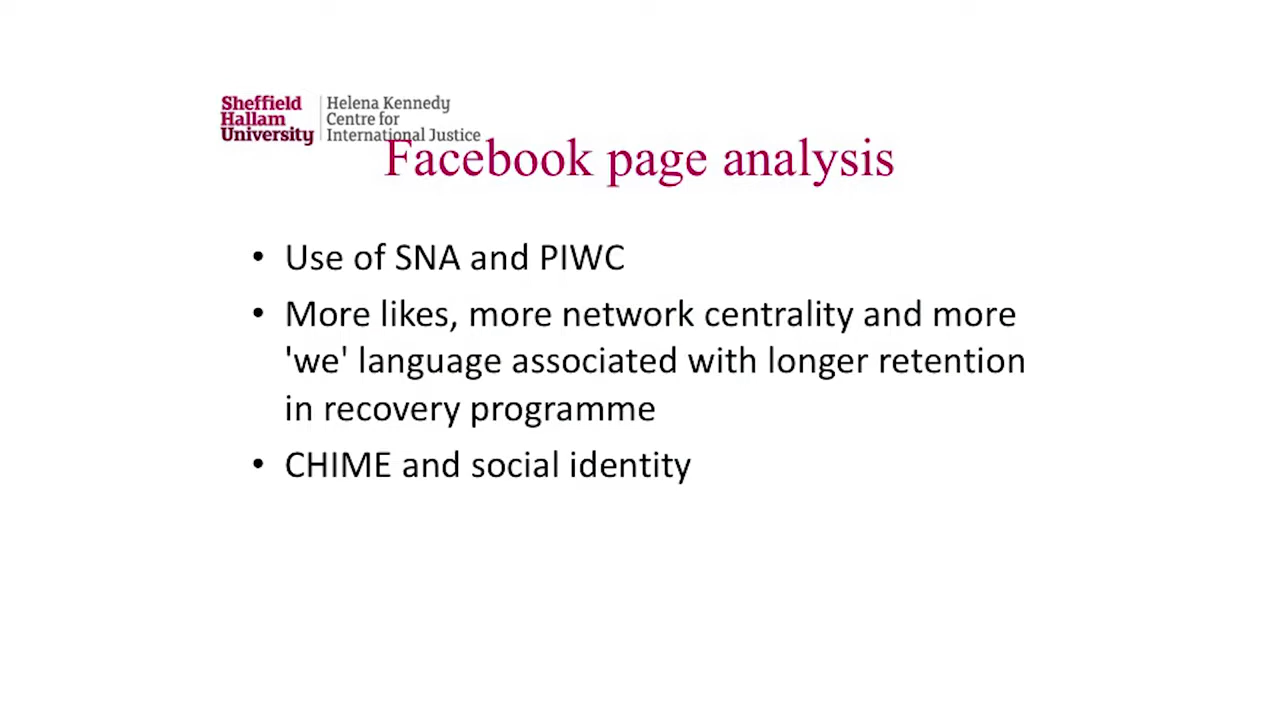 Sheffield
Hallam
University
Helena Kennedy
Centre for
International Justice
Facebook page analysis
• Use of SNA and PIWC
• More likes, more network centrality and more
'we' language associated with longer retention
in recovery programme
• CHIME and social identity